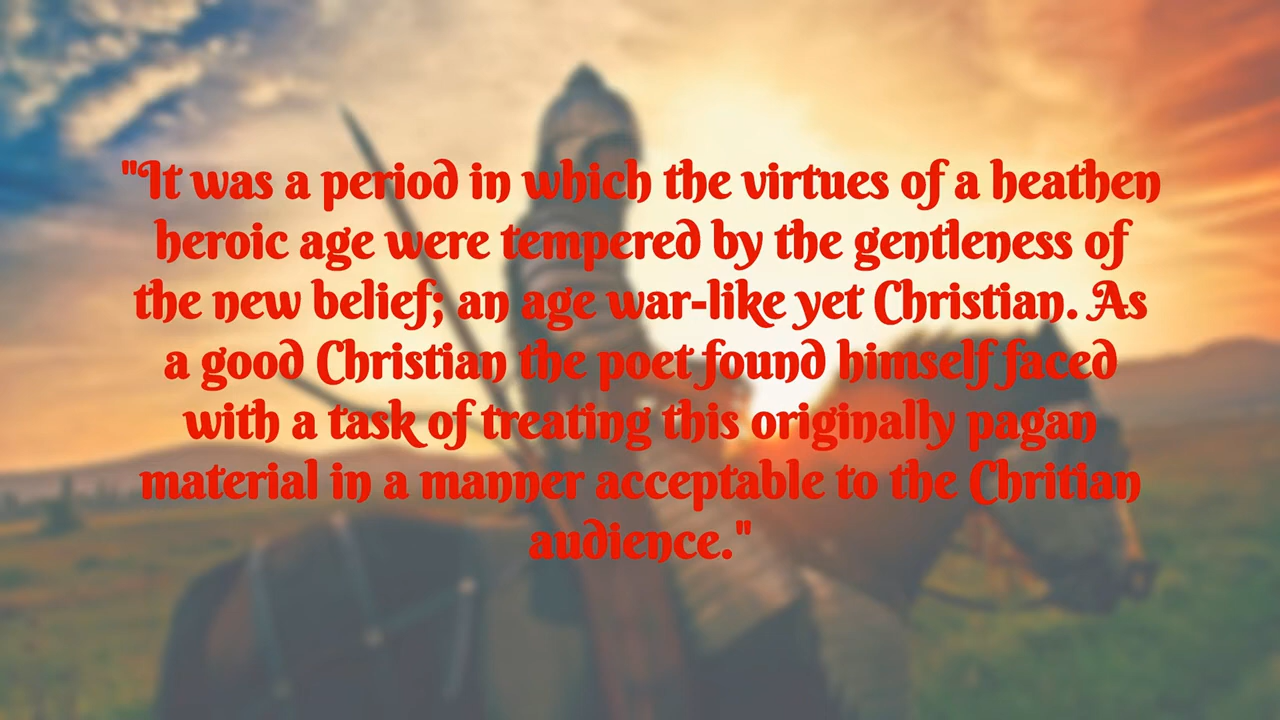 "It was a period in which the virtues of a heathen
heroic age were tempered by the gentleness of
the new belief; an age war-like yet Christian. As
a good Christian the poet found himself faced
with a task of treating this originally pagan
material in a manner acceptable to the Chritian
audience."